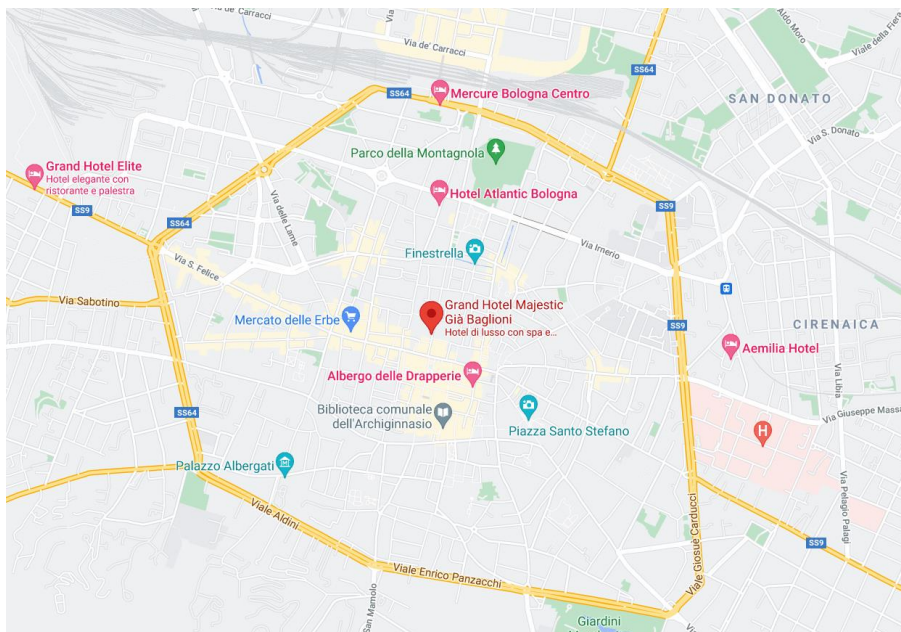 Via de' Carracci
Via de' Carracci
Aldo Moro
Viale della Fiera
SS64
SS64
Mercure Bologna Centro
SAN DONATO
Via S. Donato
Parco della Montagnola
Grand Hotel Elite
Hotel elegante con
ristorante e palestra
Hotel Atlantic Bologna
SS9
SS9
SS64
Via delle Lame
Via Irnerio
Finestrella
Via S. Felice
Via Sabotino
Mercato delle Erbe
Grand Hotel Majestic
Già Baglioni
Hotel di lusso con spa e...
SS9
CIRENAICA
Aemilia Hotel
Albergo delle Drapperie
Via Libia
SS64
Biblioteca comunale
dell'Archiginnasio
Piazza Santo Stefano
Via Giuseppe Massa
H
Palazzo Albergati
Via Pelagio Palagi
Viale Aldini
Viale Giosuè Carducci
SS9
Viale Enrico Panzacchi
San Mamolo
Giardini